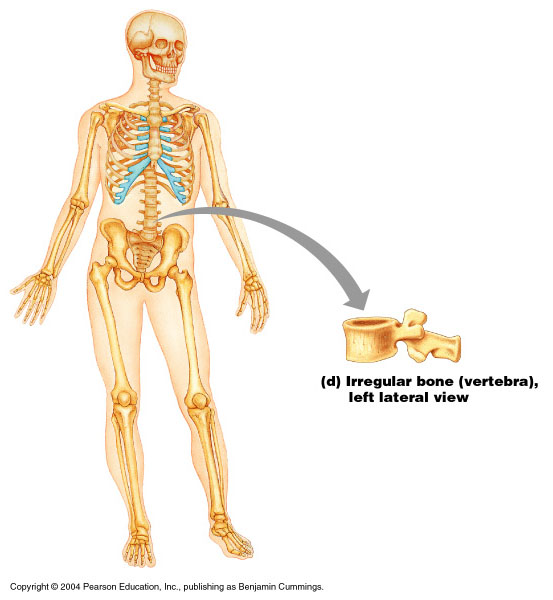 (d) Irregular bone (vertebra),
left lateral view
Copyright © 2004 Pearson Education, Inc., publishing as Benjamin Cummings.